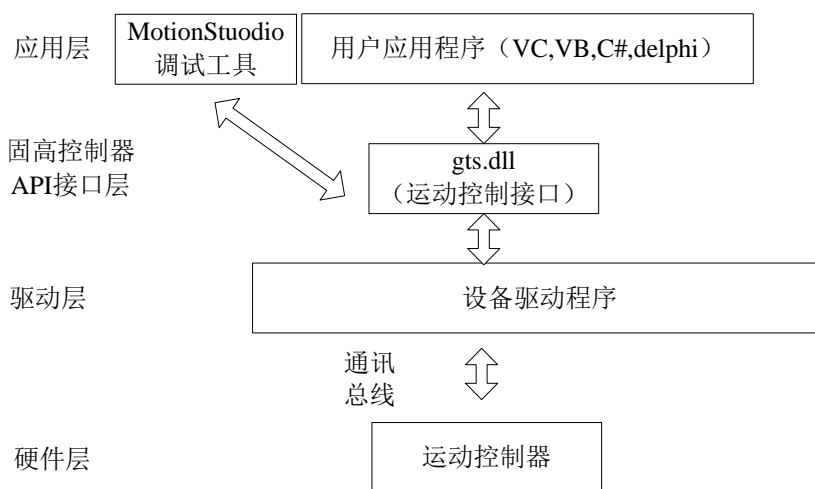 应用层
MotionStuodio
调试工具
用户应用程序（VC,VB,C#,delphi）
固高控制器
API接口层
gts.dll
（运动控制接口）
驱动层
设备驱动程序
通讯
总线
硬件层
运动控制器